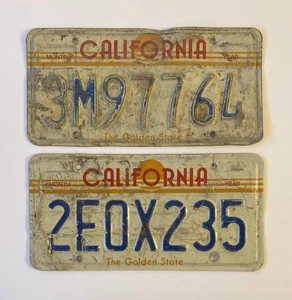 CALIFORNIA
MONTH YEAR
3M97764
The Golden State
CALIFORNIA
MONTH YEAR
2EOX235
The Golden State